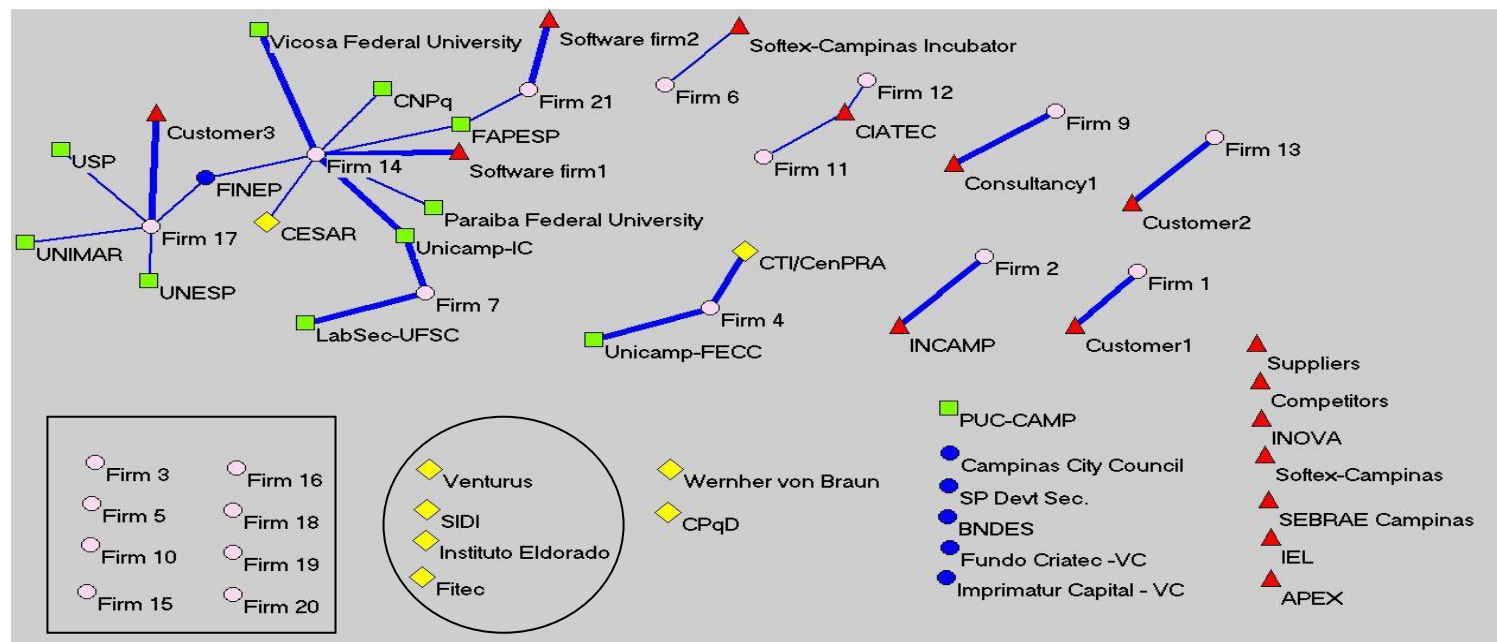 Vicosa Federal University
Software firm2
Softex-Campinas Incubator
CNPq
Firm 21
Firm 6
Firm 12
Customer3
FAPESP
CIATEC
Firm 9
USP
FINEP
Firm 14
Software firm1
Firm 11
Consultancy1
Firm 13
Paraiba Federal University
Customer2
UNIMAR
Firm 17
CESAR
Unicamp-IC
CTI/CenPRA
Firm 2
Firm 1
UNESP
Firm 7
Firm 4
LabSec-UFSC
Unicamp-FECC
INCAMP
Customer1
Suppliers
Competitors
INOVA
Softex-Campinas
SEBRAE Campinas
IEL
APEX
PUC-CAMP
Campinas City Council
SP Devt Sec.
BNDES
Fundo Criatec -VC
Imprimatur Capital - VC
Wernher von Braun
CPqD
Venturus
SIDI
Instituto Eldorado
Fitec
Firm 3
Firm 5
Firm 10
Firm 15
Firm 16
Firm 18
Firm 19
Firm 20